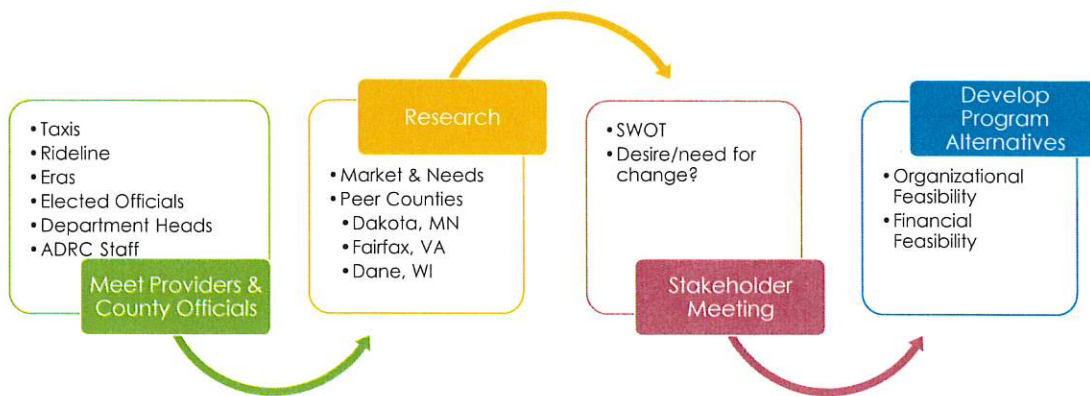 • Taxis
• Rideline
• Eras
• Elected Officials
• Department Heads
• ADRC Staff
Meet Providers &
County Officials
Research
• Market & Needs
• Peer Counties
• Dakota, MN
• Fairfax, VA
• Dane, WI
• SWOT
• Desire/need for
change?
Stakeholder
Meeting
Develop
Program
Alternatives
• Organizational
Feasibility
• Financial
Feasibility